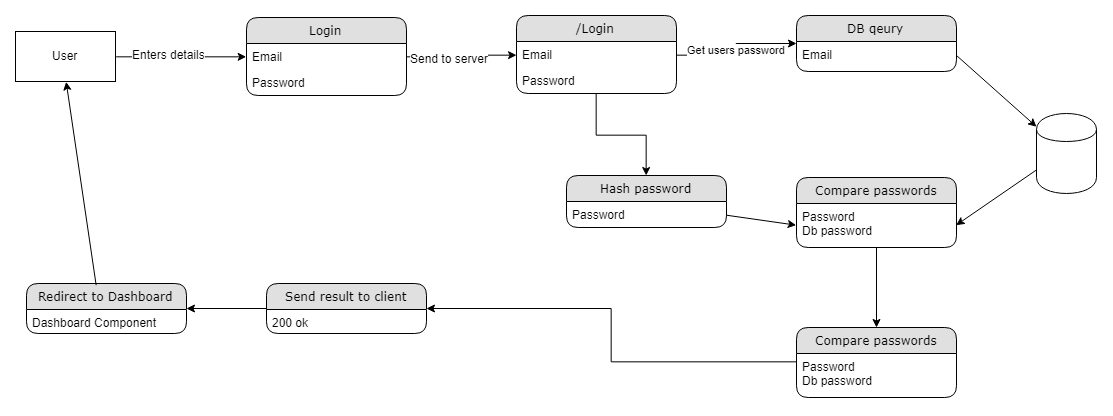 User
Enters details
Login
Email
Password
Send to server
/Login
Email
Password
Get users password
DB qeury
Email
Hash password
Password
Compare passwords
Password
Db password
Redirect to Dashboard
Dashboard Component
Send result to client
200 ok
Compare passwords
Password
Db password